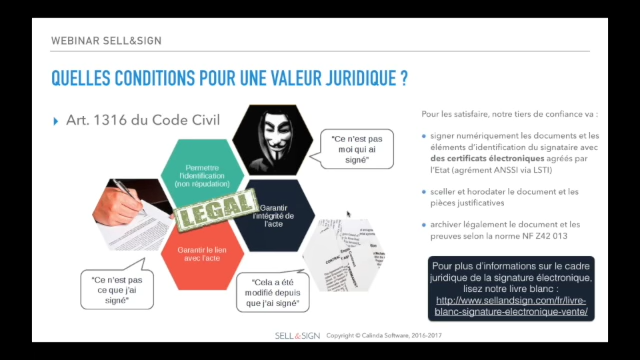 WEBINAR SELL&SIGN
QUELLES CONDITIONS POUR UNE VALEUR JURIDIQUE ?
Art. 1316 du Code Civil
Permettre
l'identification
(non répudation)
"Ce n'est pas
moi qui ai
signé"
LEGAL
Garantir
l'intégrité de
l'acte
Garantir le lien
avec l'acte
"Ce n'est pas
ce que j'ai
signé"
"Cela a été
modifié depuis
que j'ai signé"
Pour les satisfaire, notre tiers de confiance va :
signer numériquement les documents et les
éléments d'identification du signataire avec
des certificats électroniques agréés par
l'Etat (agrément ANSSI via LSTI)
sceller et horodater le document et les
pièces justificatives
archiver légalement le document et les
preuves selon la norme NF Z42 013
Pour plus d'informations sur le cadre
juridique de la signature électronique,
lisez notre livre blanc :
http://www.sellandsign.com/fr/livre-
blanc-signature-electronique-vente/
SELL&SIGN Copyright © Calinda Software, 2016-2017